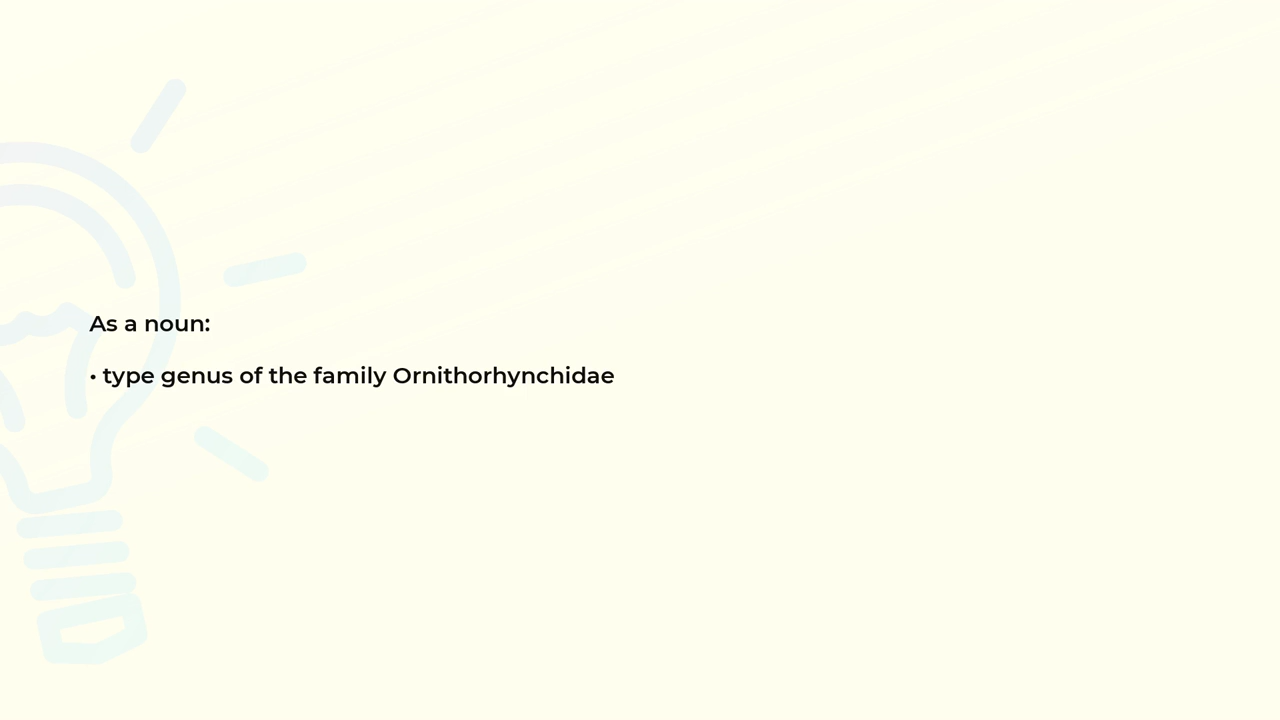 As a noun:
• type genus of the family Ornithorhynchidae